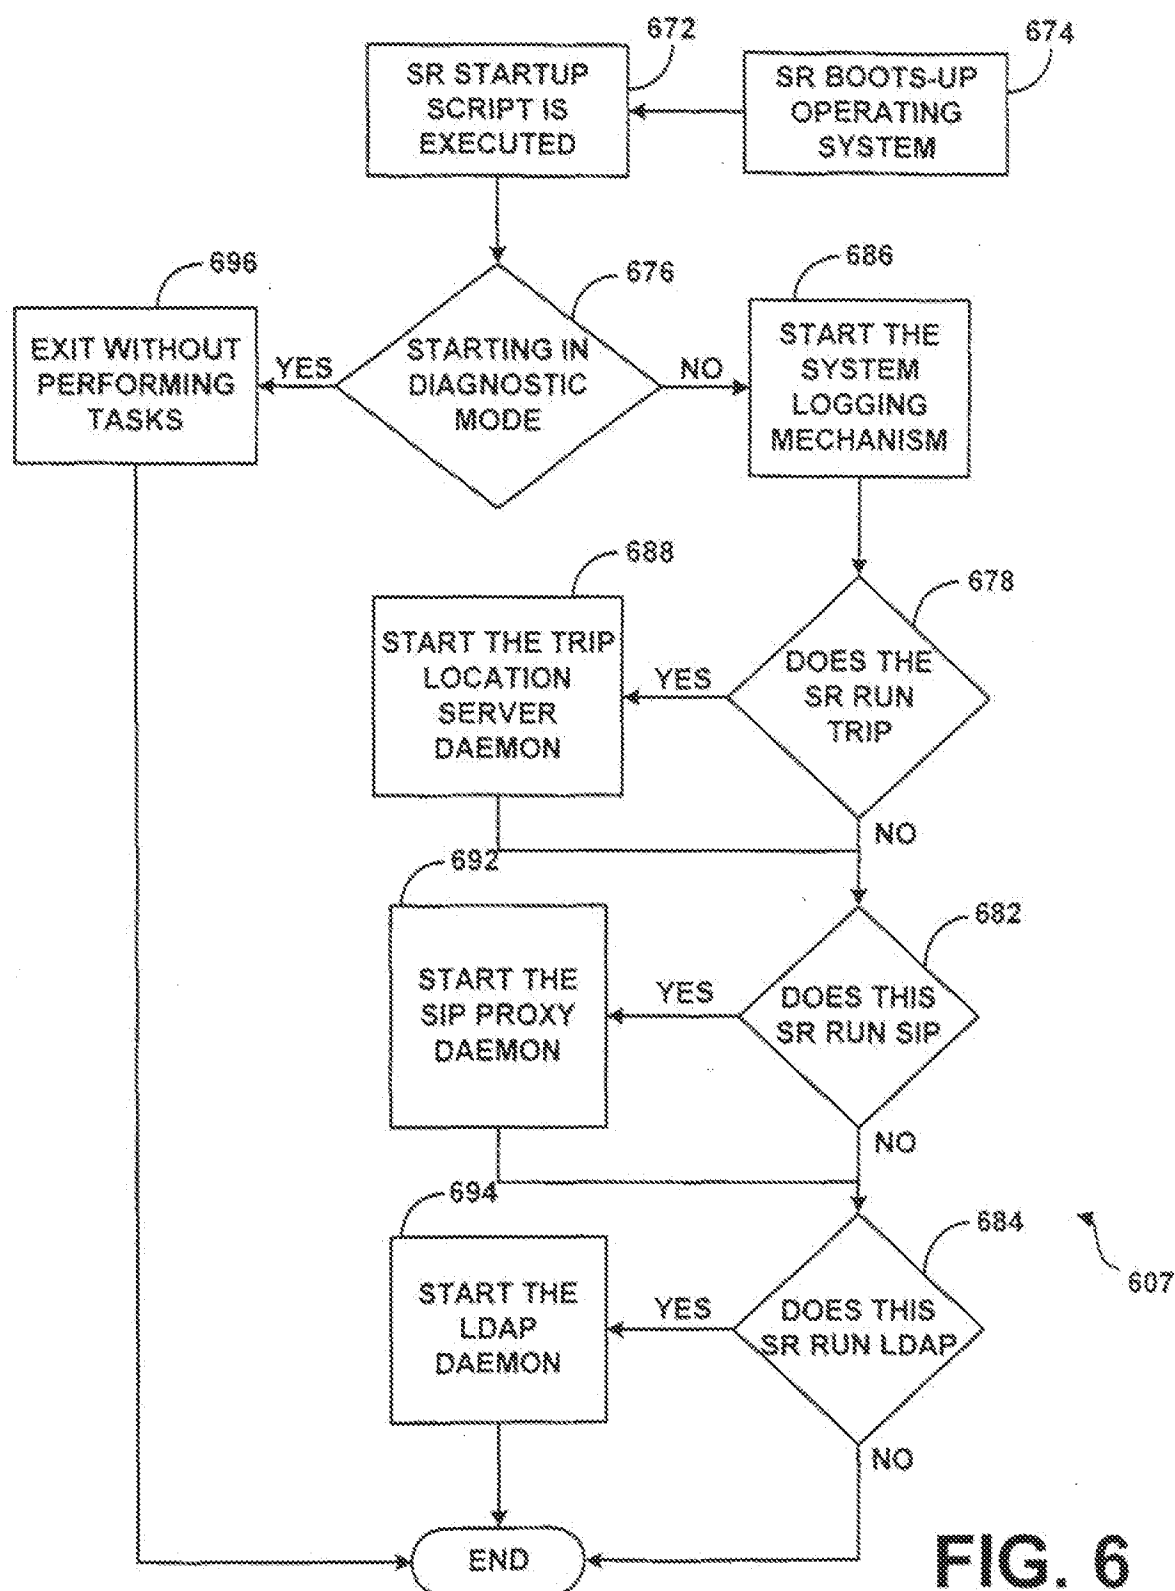 672
674
SR STARTUP
SCRIPT IS
EXECUTED
SR BOOTS-UP
OPERATING
SYSTEM
696
676
686
EXIT WITHOUT
PERFORMING
TASKS
YES
STARTING IN
DIAGNOSTIC
MODE
NO
START THE
SYSTEM
LOGGING
MECHANISM
688
678
START THE TRIP
LOCATION
SERVER
DAEMON
YES
DOES THE
SR RUN
TRIP
NO
692
682
START THE
SIP PROXY
DAEMON
YES
DOES THIS
SR RUN SIP
NO
694
684
START THE
LDAP
DAEMON
YES
DOES THIS
SR RUN LDAP
607
NO
END
FIG. 6